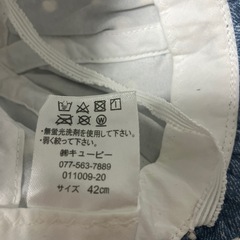 ・無蛍光洗剤を使用して下さい。
・弱く絞って下さい。
㈱キューピー
077-563-7889
011009-20
サイズ 42cm